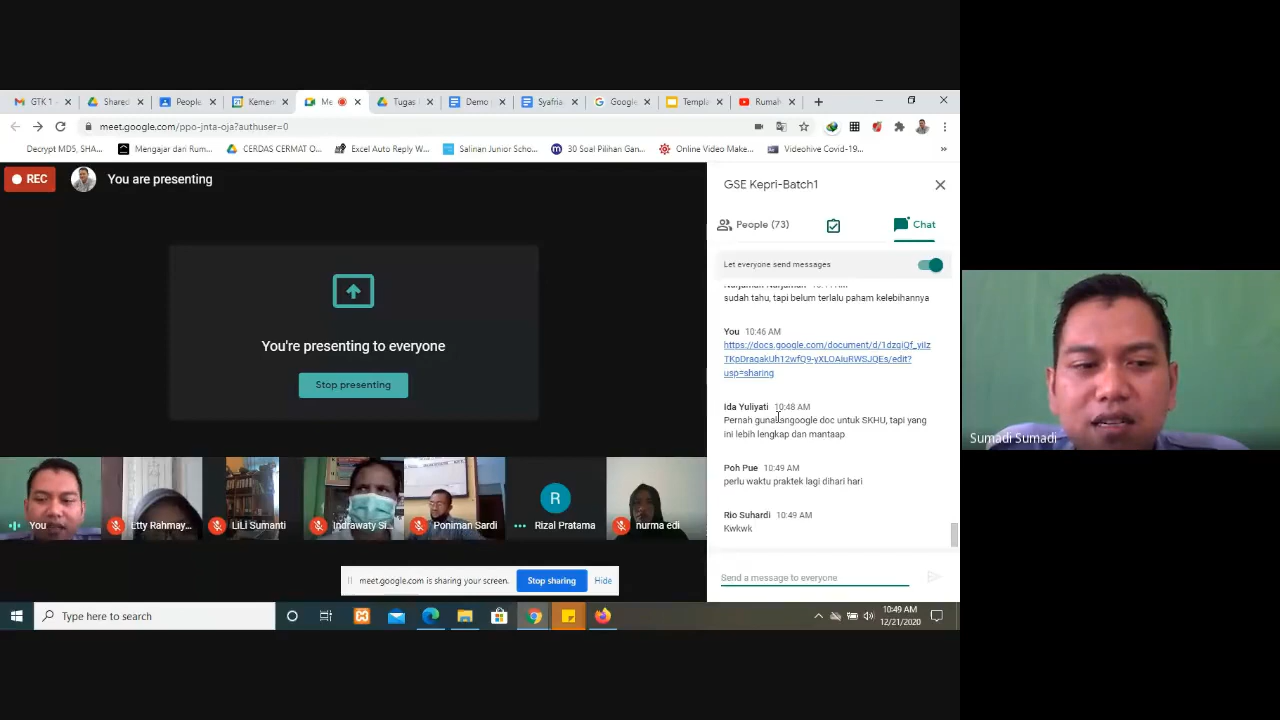 GTK 1 -
Shared
People
Kemen
Me
Tugas
Demo
Syafria
Google
Templa
Rumah
meet.google.com/ppo-jnta-oja?authuser=0
Decrypt MD5, SHA...
Mengajar dari Rum...
CERDAS CERMAT O...
Excel Auto Reply W...
Salinan Junior Scho...
30 Soal Pilihan Gan...
Online Video Make...
Videohive Covid-19...
REC
You are presenting
GSE Kepri-Batch1
People (73)
Chat
Let everyone send messages
sudah tahu, tapi belum terlalu paham kelebihannya
You 10:46 AM
https://docs.google.com/document/d/
edit?
usp=sharing
Ida Yuliyati 10:48 AM
Pernah doc untuk SKHU, tapi yang
ini lebih lengkap dan mantaap
Poh Pue 10:49 AM
perlu waktu praktek lagi dihari hari
Rio Suhardi 10:49 AM
Kwkwk
Send a message to everyone
You're presenting to everyone
Stop presenting
You
Etty Rahmay...
LiLi Sumanti
Indrawaty Si...
Poniman Sardi
R
Rizal Pratama
nurma edi
meet.google.com is sharing your screen.
Stop sharing
Hide
Type here to search
10:49 AM
12/21/2020
Sumadi Sumadi